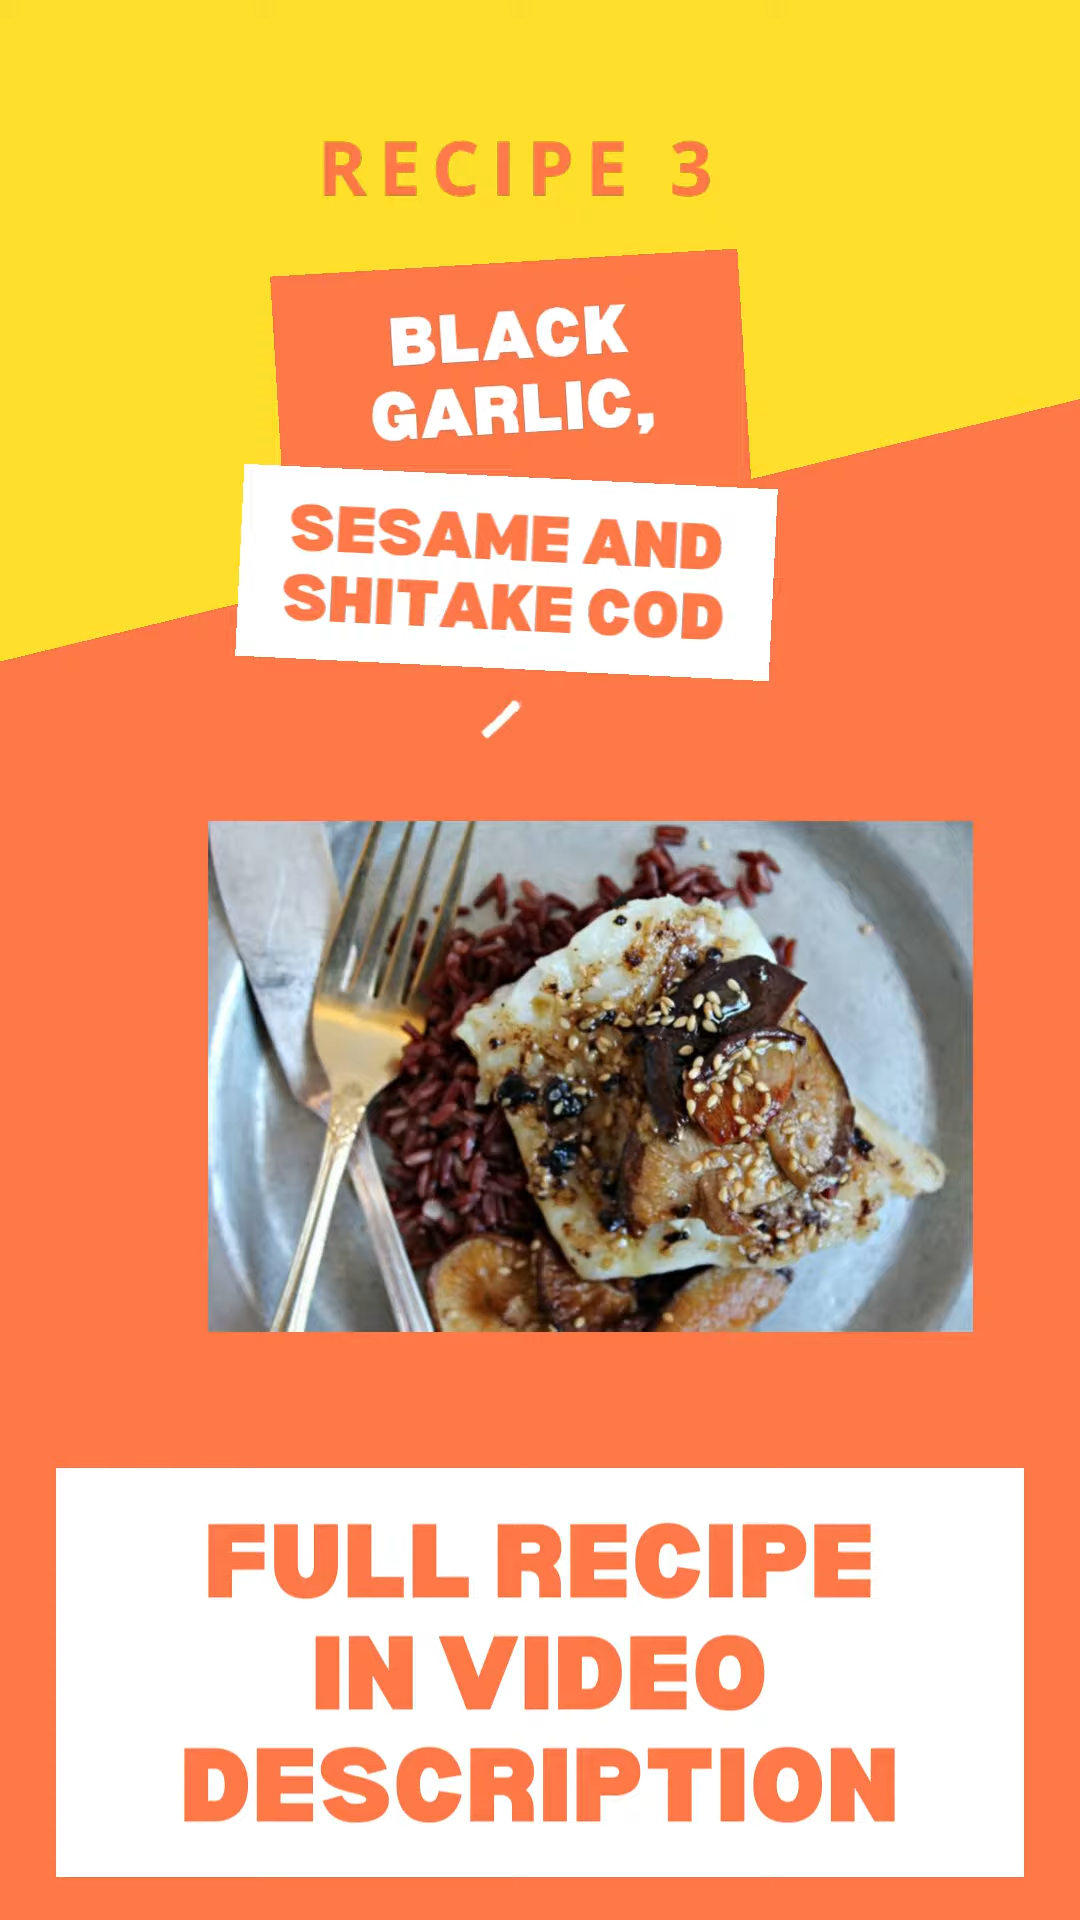 RECIPE 3
BLACK
GARLIC,
SESAME AND
SHITAKE COD
FULL RECIPE
IN VIDEO
DESCRIPTION